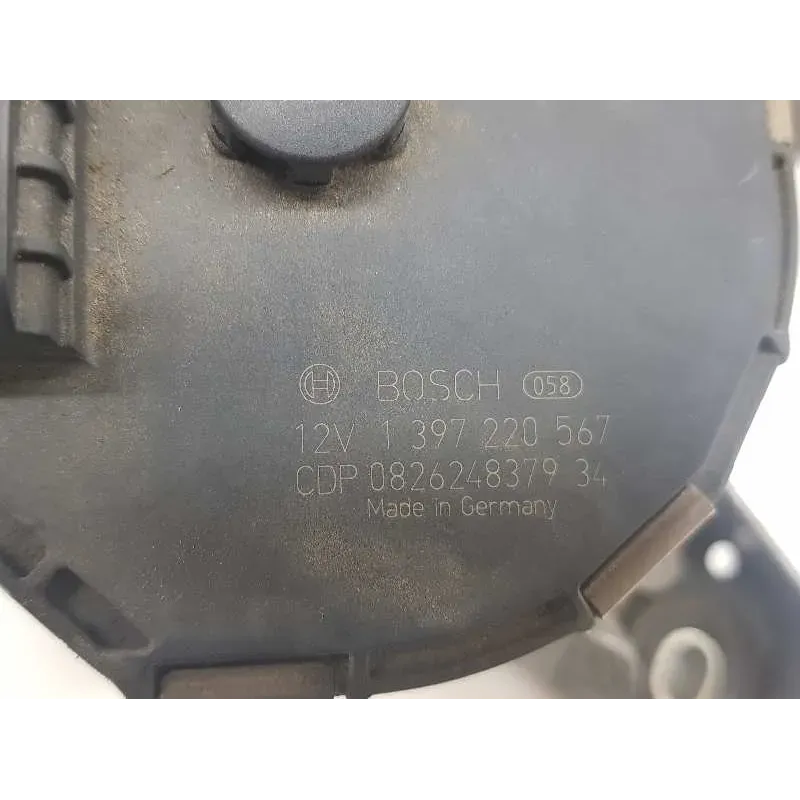 BOSCH 058
12V 1 397 220 567
CDP 0826248379 34
Made in Germany